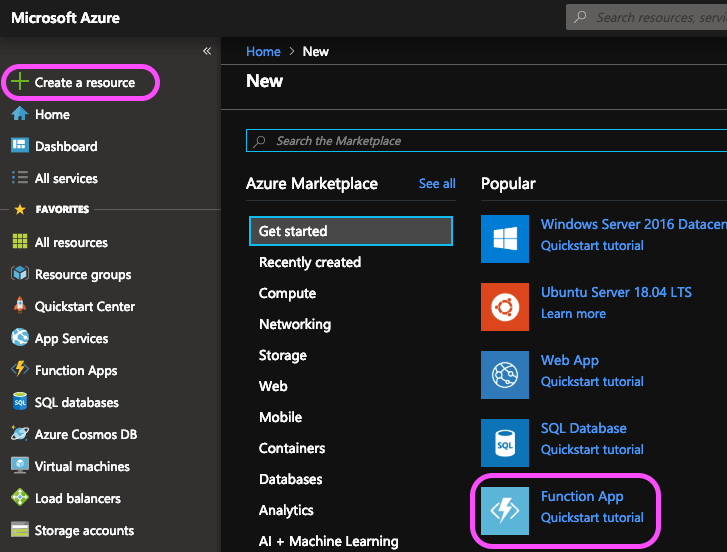 Microsoft Azure
Search resources, servi
«
Create a resource
Home
Dashboard
All services
FAVORITES
All resources
Resource groups
Quickstart Center
App Services
Function Apps
SQL databases
Azure Cosmos DB
Virtual machines
Load balancers
Storage accounts
Home > New
New
Search the Marketplace
Azure Marketplace See all
Get started
Recently created
Compute
Networking
Storage
Web
Mobile
Containers
Databases
Analytics
AI + Machine Learning
Popular
Windows Server 2016 Datacen
Quickstart tutorial
Ubuntu Server 18.04 LTS
Learn more
Web App
Quickstart tutorial
SQL Database
Quickstart tutorial
Function App
Quickstart tutorial